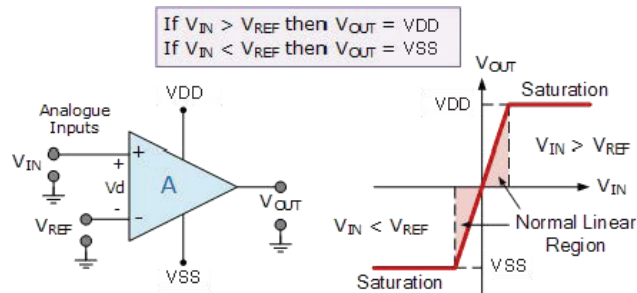 If VIN > VREF then VOUT = VDD
If VIN < VREF then VOUT = VSS
Analogue
Inputs
VDD
VIN
+
+
Vd
A
-
-
VREF
VOUT
VSS
VOUT
Saturation
VDD
VIN > VREF
VIN
VIN < VREF
Normal Linear
Region
VSS
Saturation